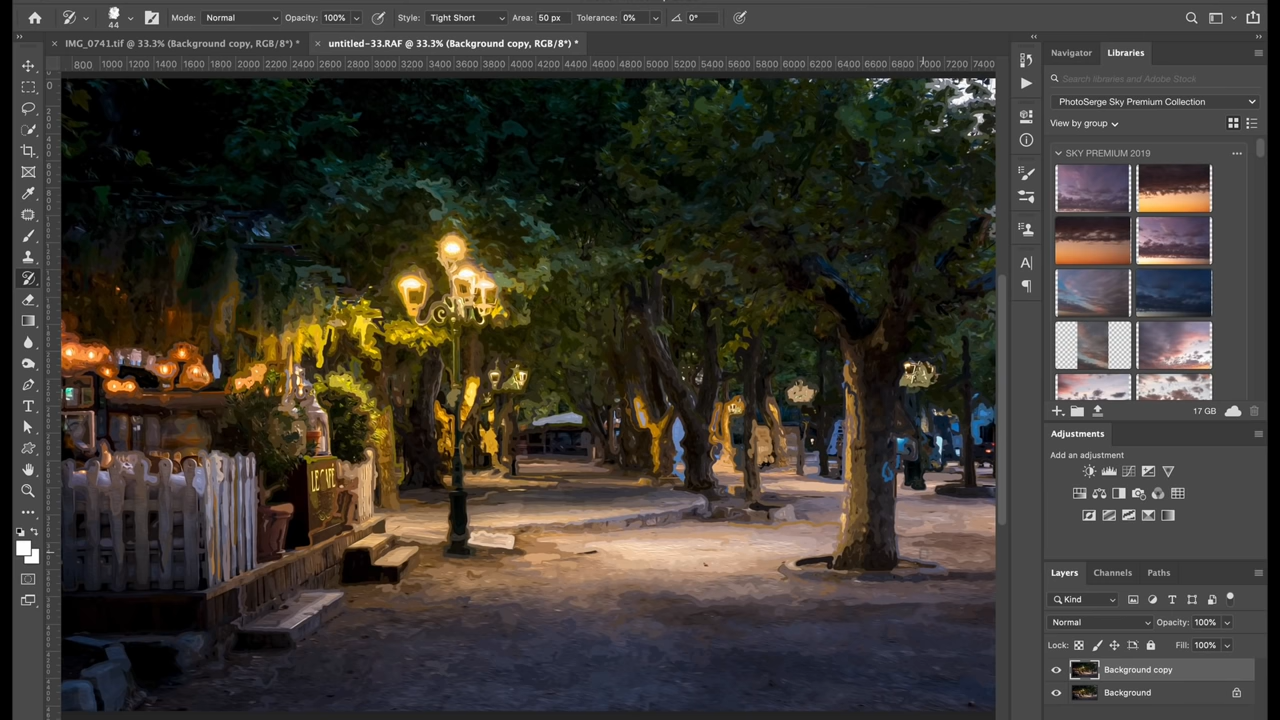 44
Mode: Normal
Opacity: 100%
Style: Tight Short
Area: 50 px
Tolerance: 0%
0°
× IMG_0741.tif @ 33.3% (Background copy, RGB/8*) *
× untitled-33.RAF @ 33.3% (Background copy, RGB/8*) *
800 1000 1200 1400 1600 1800 2000 2200 2400 2600 2800 3000 3200 3400 3600 3800 4000 4200 4400 4600 4800 5000 5200 5400 5600 5800 6000 6200 6400 6600 6800 7000 7200 7400
Navigator Libraries
Search libraries and Adobe Stock
PhotoSerge Sky Premium Collection
View by group
SKY PREMIUM 2019
17 GB
Adjustments
Add an adjustment
LE CAFÉ
Layers Channels Paths
Kind
Normal Opacity: 100%
Lock: Fill: 100%
Background copy
Background